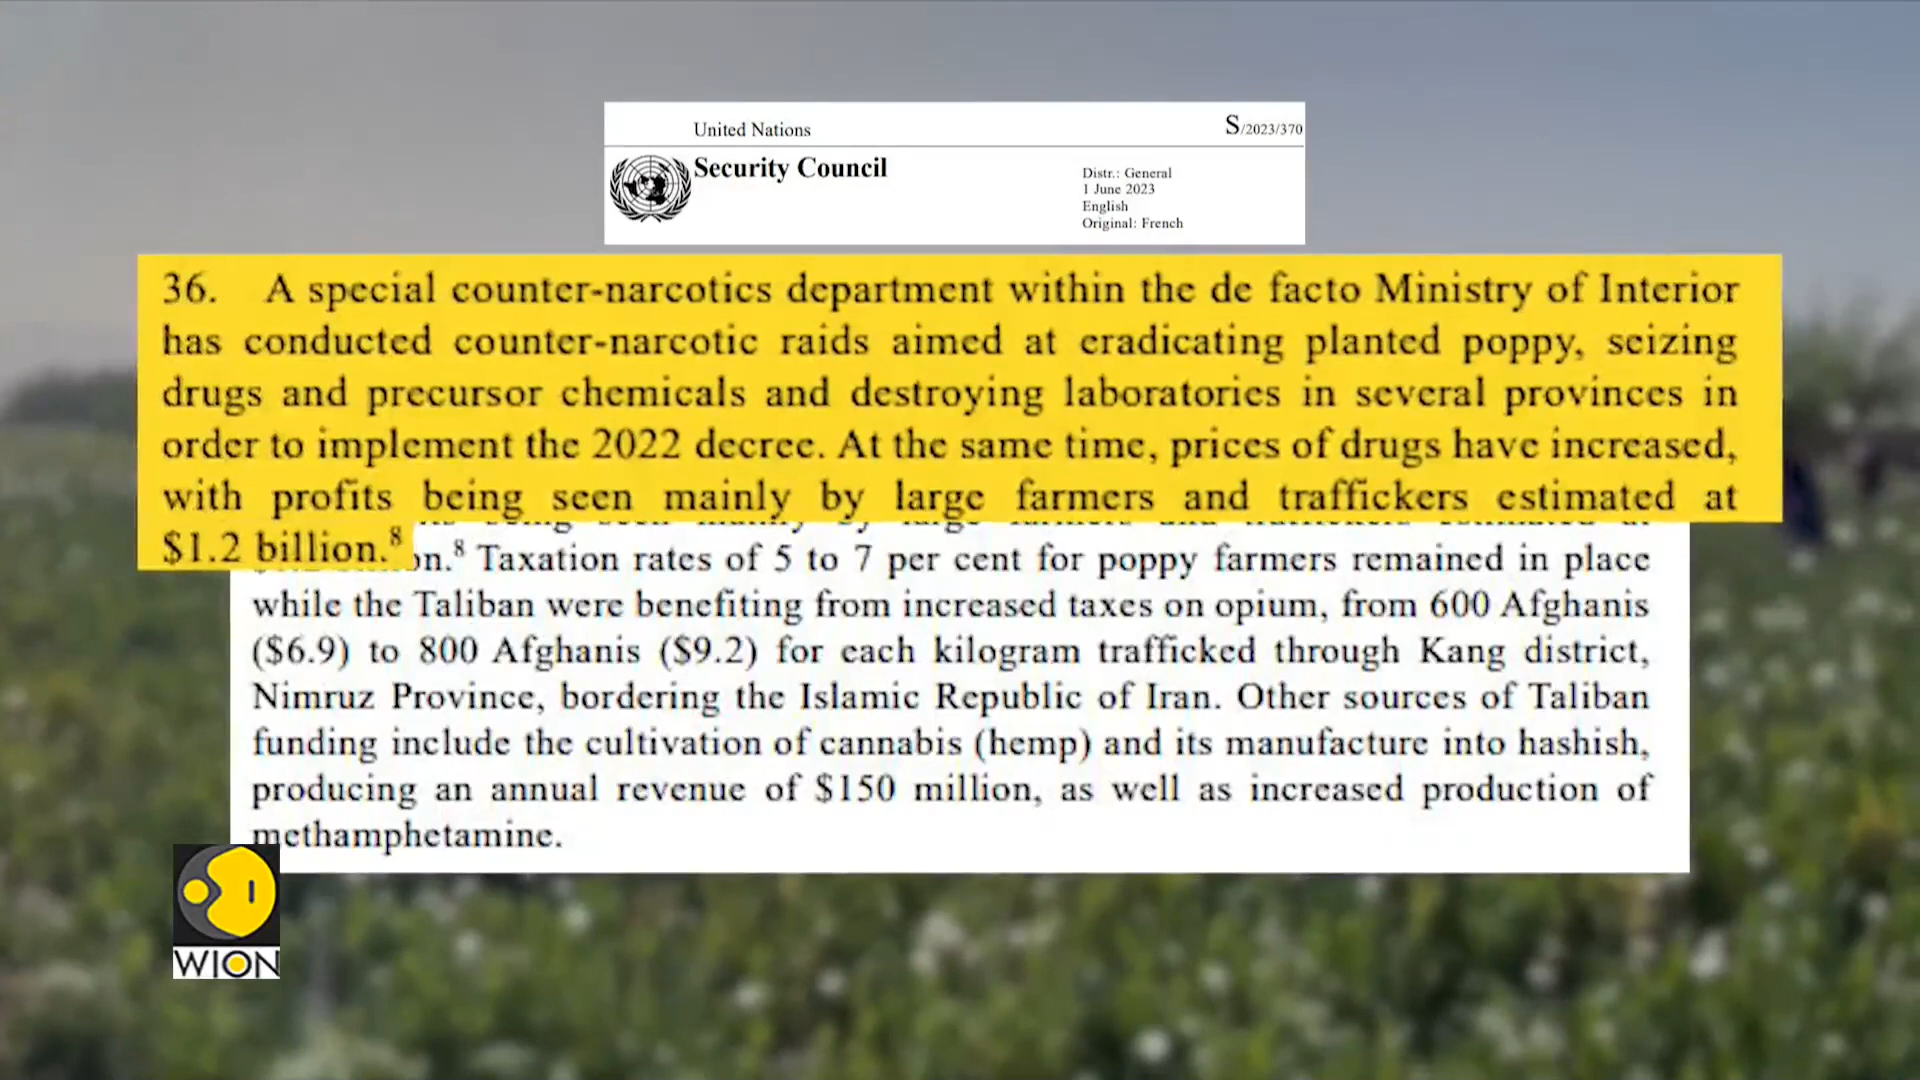 United Nations
S/2023/370
Security Council
Distr.: General
1 June 2023
English
Original: French
36. A special counter-narcotics department within the de facto Ministry of Interior
has conducted counter-narcotic raids aimed at eradicating planted poppy, seizing
drugs and precursor chemicals and destroying laboratories in several provinces in
order to implement the 2022 decree. At the same time, prices of drugs have increased,
with profits being seen mainly by large farmers and traffickers estimated at
$1.2 billion.⁸
on.⁸ Taxation rates of 5 to 7 per cent for poppy farmers remained in place
while the Taliban were benefiting from increased taxes on opium, from 600 Afghanis
($6.9) to 800 Afghanis ($9.2) for each kilogram trafficked through Kang district,
Nimruz Province, bordering the Islamic Republic of Iran. Other sources of Taliban
funding include the cultivation of cannabis (hemp) and its manufacture into hashish,
producing an annual revenue of $150 million, as well as increased production of
methamphetamine.
WION